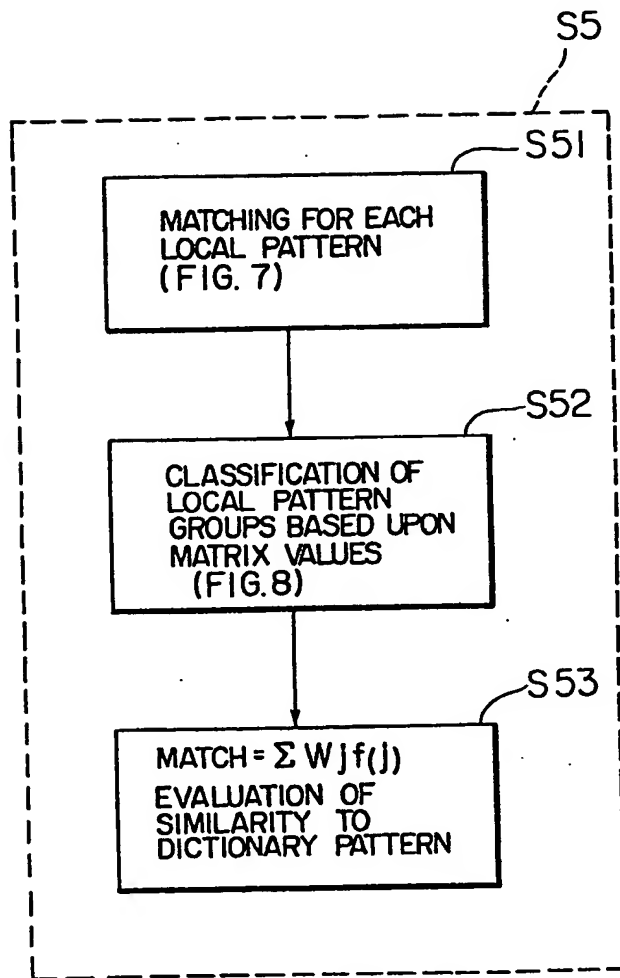 S5
S51
MATCHING FOR EACH
LOCAL PATTERN
(FIG. 7)
S52
CLASSIFICATION OF
LOCAL PATTERN
GROUPS BASED UPON
MATRIX VALUES
(FIG. 8)
S53
MATCH = Σ Wjf(j)
EVALUATION OF
SIMILARITY TO
DICTIONARY PATTERN